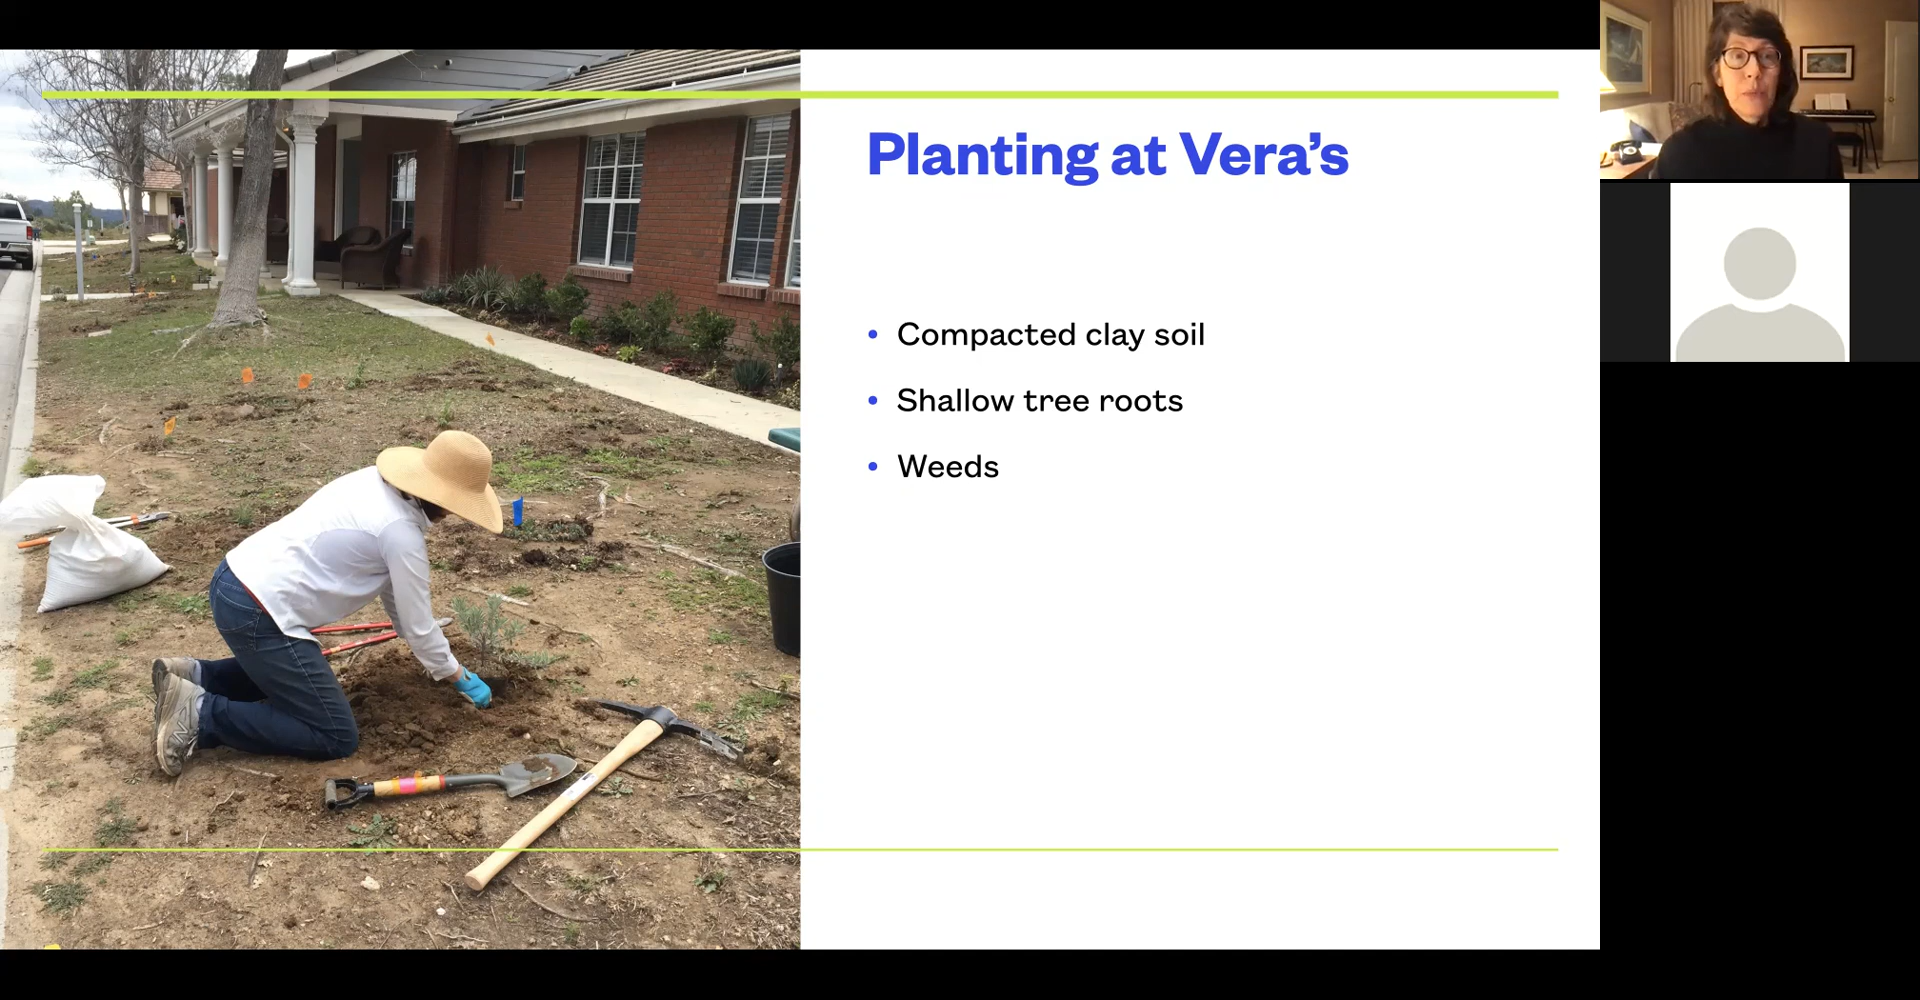 Planting at Vera’s
• Compacted clay soil
• Shallow tree roots
• Weeds